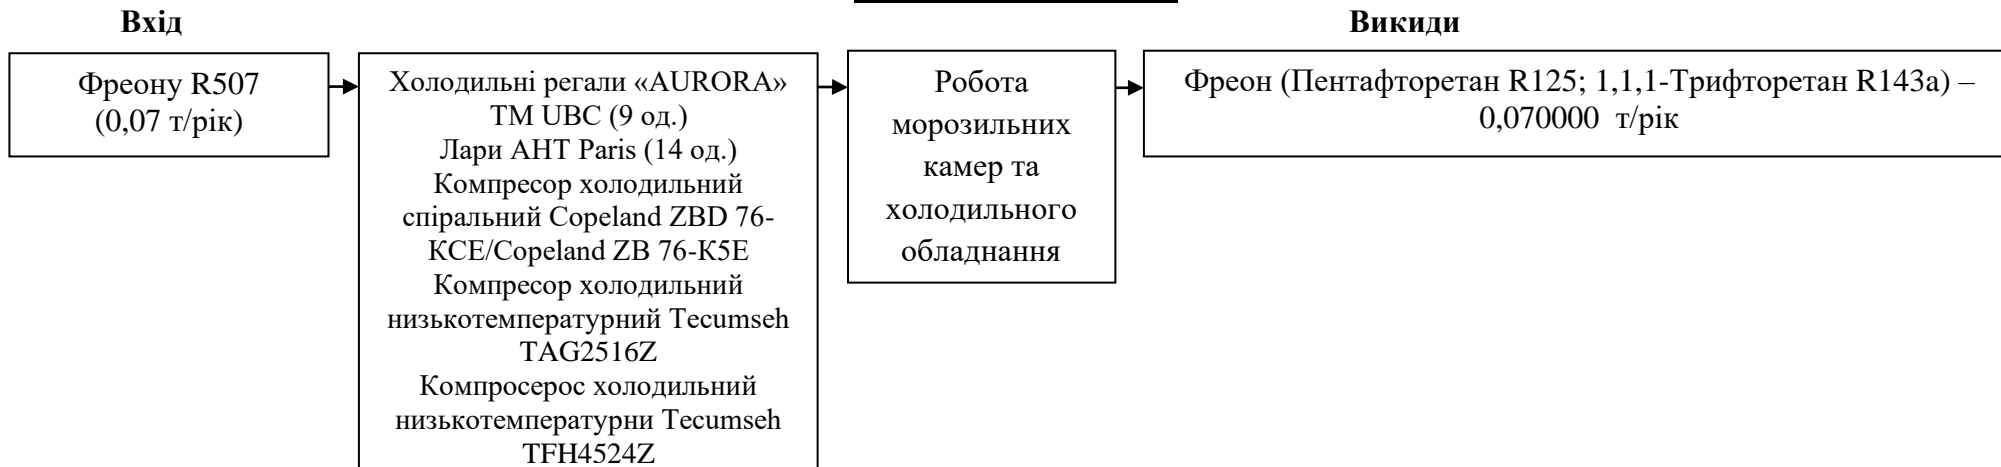 Вхід
Викиди
Фреону R507
(0,07 т/рік)
Холодильні регали «AURORA»
ТМ UBC (9 од.)
Лари AHT Paris (14 од.)
Компресор холодильний
спіральний Copeland ZBD 76-
КСЕ/Copeland ZB 76-К5Е
Компресор холодильний
низькотемпературний Tecumseh
TAG2516Z
Компросерос холодильний
низькотемпературни Tecumseh
TFH4524Z
Робота
морозильних
камер та
холодильного
обладнання
Фреон (Пентафторетан R125; 1,1,1-Трифторетан R143a) –
0,070000 т/рік